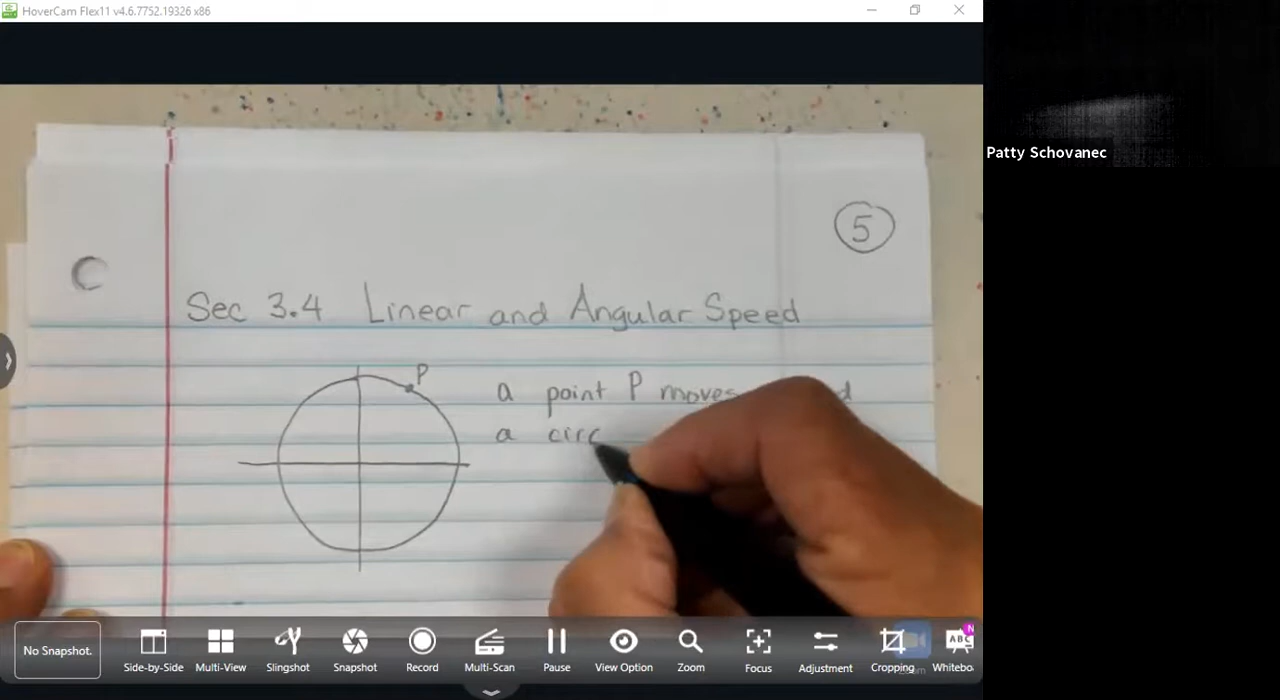 HoverCam Flex11 v4.6.7752.19326 x86
Patty Schovanec
5
C
Sec 3.4 Linear and Angular Speed
P
a point P moves
a circ
No Snapshot.
Side-by-Side Multi-View Slingshot Snapshot Record Multi-Scan Pause View Option Zoom Focus Adjustment Cropping Whiteboa
ABC
N